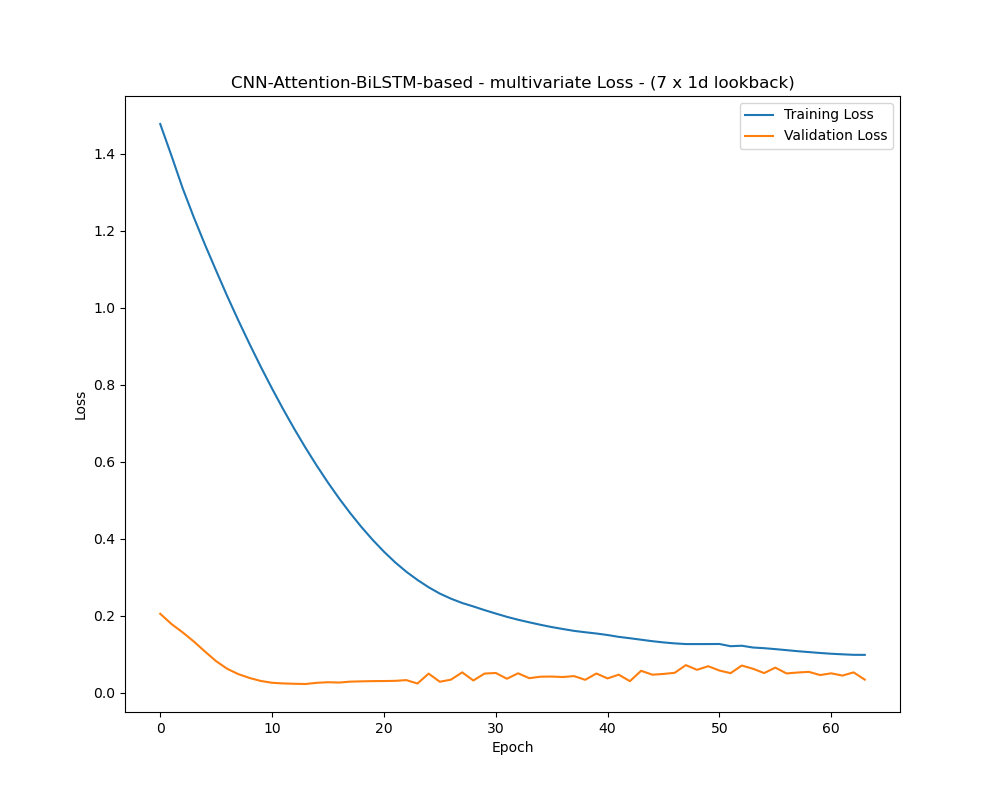 CNN-Attention-BiLSTM-based - multivariate Loss - (7 x 1d lookback)
Training Loss
Validation Loss
1.4
1.2
1.0
0.8
0.6
0.4
0.2
0.0
Loss
0 10 20 30 40 50 60
Epoch